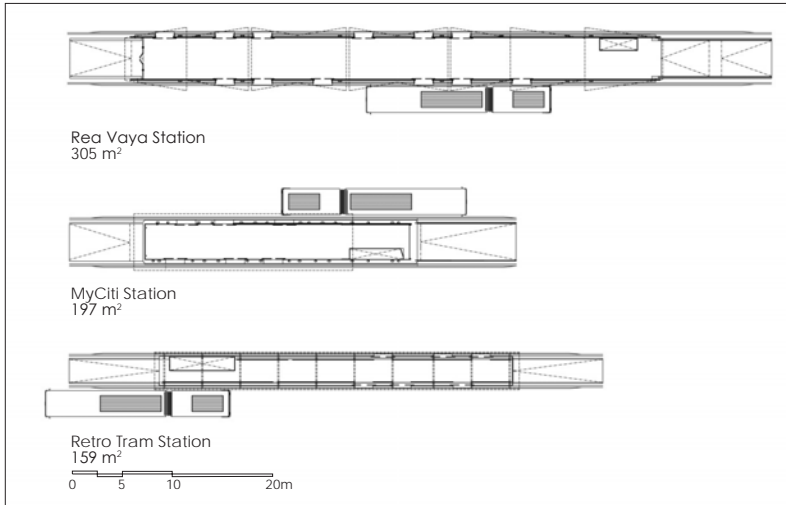 Rea Vaya Station
305 m²
MyCiti Station
197 m²
Retro Tram Station
159 m²
0 5 10 20m